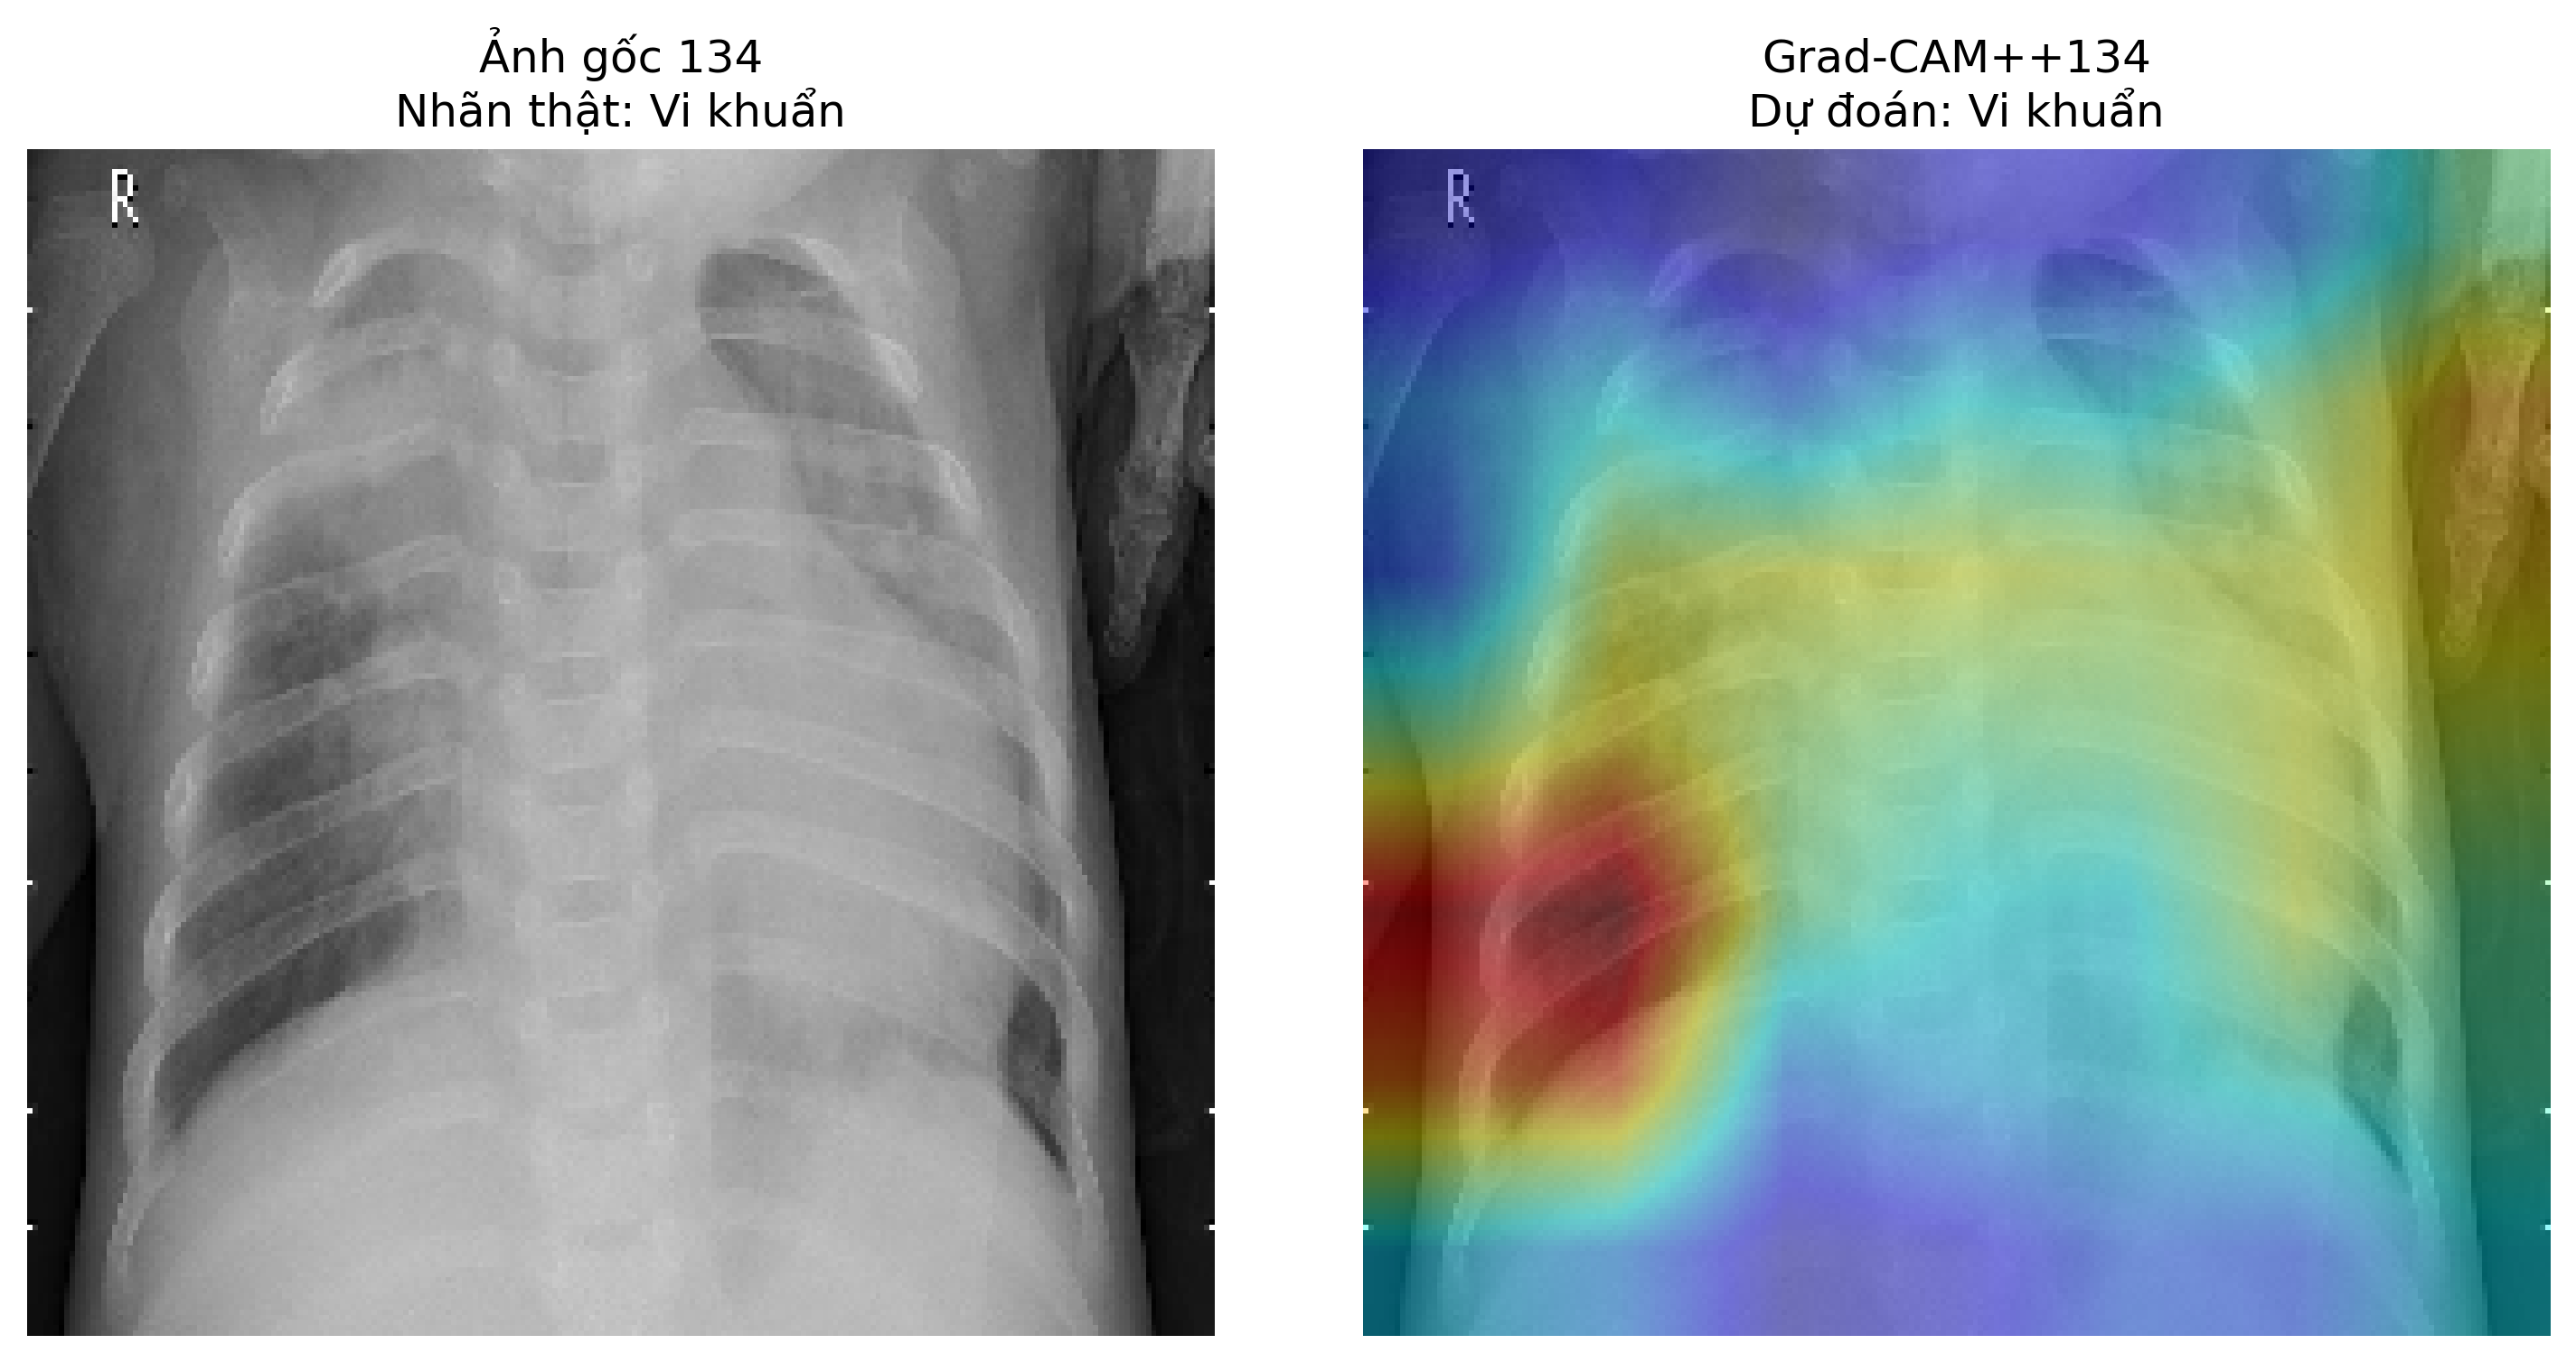 Ảnh gốc 134
Nhãn thật: Vi khuẩn
R
Grad-CAM++134
Dự đoán: Vi khuẩn
R